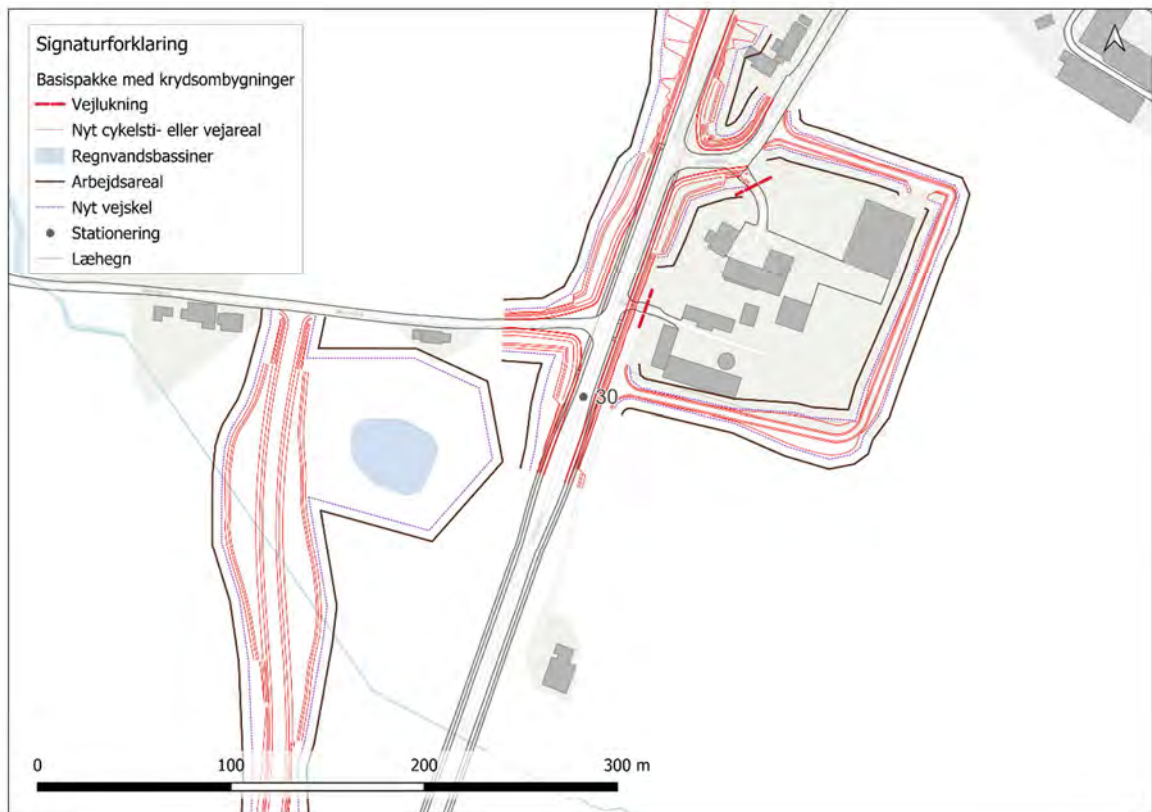 Signaturforklaring
Basispakke med krydsombygninger
Vejlukning
Nyt cykelsti- eller vejareal
Regnvandsbassiner
Arbejdsareal
Nyt vejskel
Stationering
Læhegn
30
0 100 200 300 m